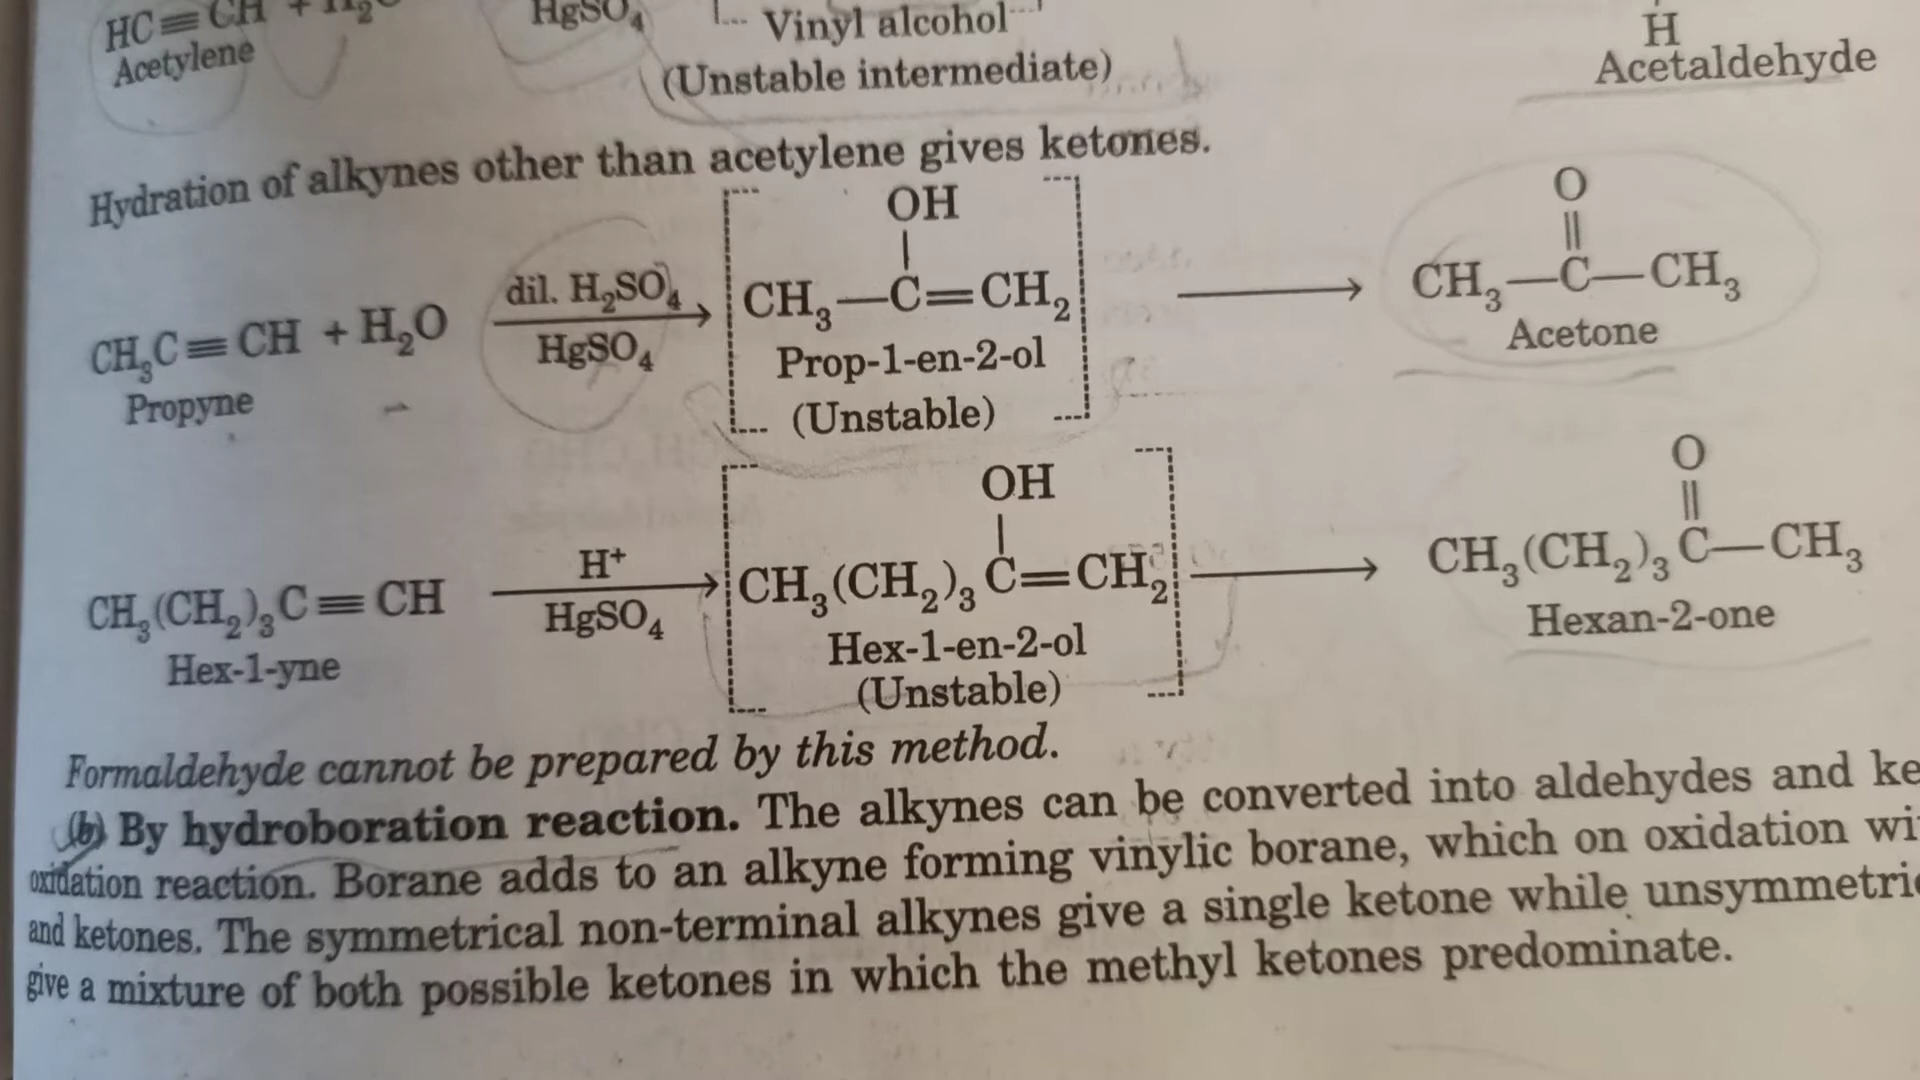 HC≡CH + H₂O HgSO₄ Vinyl alcohol H
Acetylene (Unstable intermediate) Acetaldehyde
Hydration of alkynes other than acetylene gives ketones.
OH O
CH₃C≡CH + H₂O dil. H₂SO₄ HgSO₄ CH₃—C=CH₂ CH₃—C—CH₃
Propyne Prop-1-en-2-ol Acetone
(Unstable)
OH O
CH₃(CH₂)₃C≡CH H⁺ HgSO₄ CH₃(CH₂)₃C=CH₂ CH₃(CH₂)₃C—CH₃
Hex-1-yne Hex-1-en-2-ol Hexan-2-one
(Unstable)
Formaldehyde cannot be prepared by this method.
(b) By hydroboration reaction. The alkynes can be converted into aldehydes and ke
oxidation reaction. Borane adds to an alkyne forming vinylic borane, which on oxidation wi
and ketones. The symmetrical non-terminal alkynes give a single ketone while unsymmetri
give a mixture of both possible ketones in which the methyl ketones predominate.